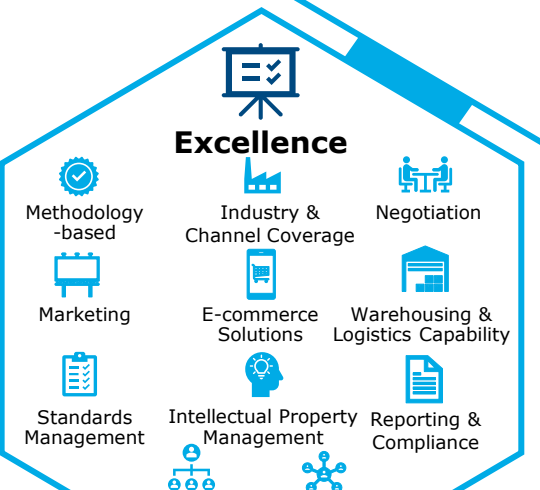 Excellence
Methodology
-based
Industry &
Channel Coverage
Negotiation
Marketing
E-commerce
Solutions
Warehousing &
Logistics Capability
Standards
Management
Intellectual Property
Management
Reporting &
Compliance